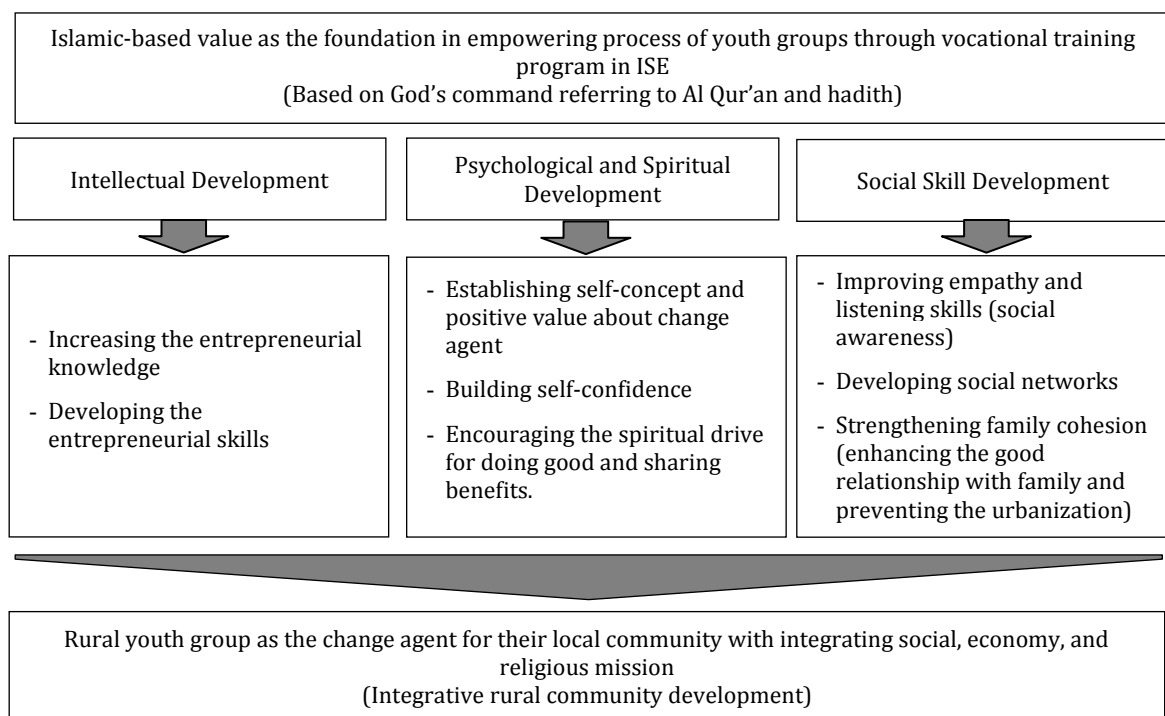 Islamic-based value as the foundation in empowering process of youth groups through vocational training
program in ISE
(Based on God’s command referring to Al Qur’an and hadith)
Intellectual Development
Psychological and Spiritual
Development
Social Skill Development
- Increasing the entrepreneurial
knowledge
- Developing the
entrepreneurial skills
- Establishing self-concept and
positive value about change
agent
- Building self-confidence
- Encouraging the spiritual drive
for doing good and sharing
benefits.
- Improving empathy and
listening skills (social
awareness)
- Developing social networks
- Strengthening family cohesion
(enhancing the good
relationship with family and
preventing the urbanization)
Rural youth group as the change agent for their local community with integrating social, economy, and
religious mission
(Integrative rural community development)